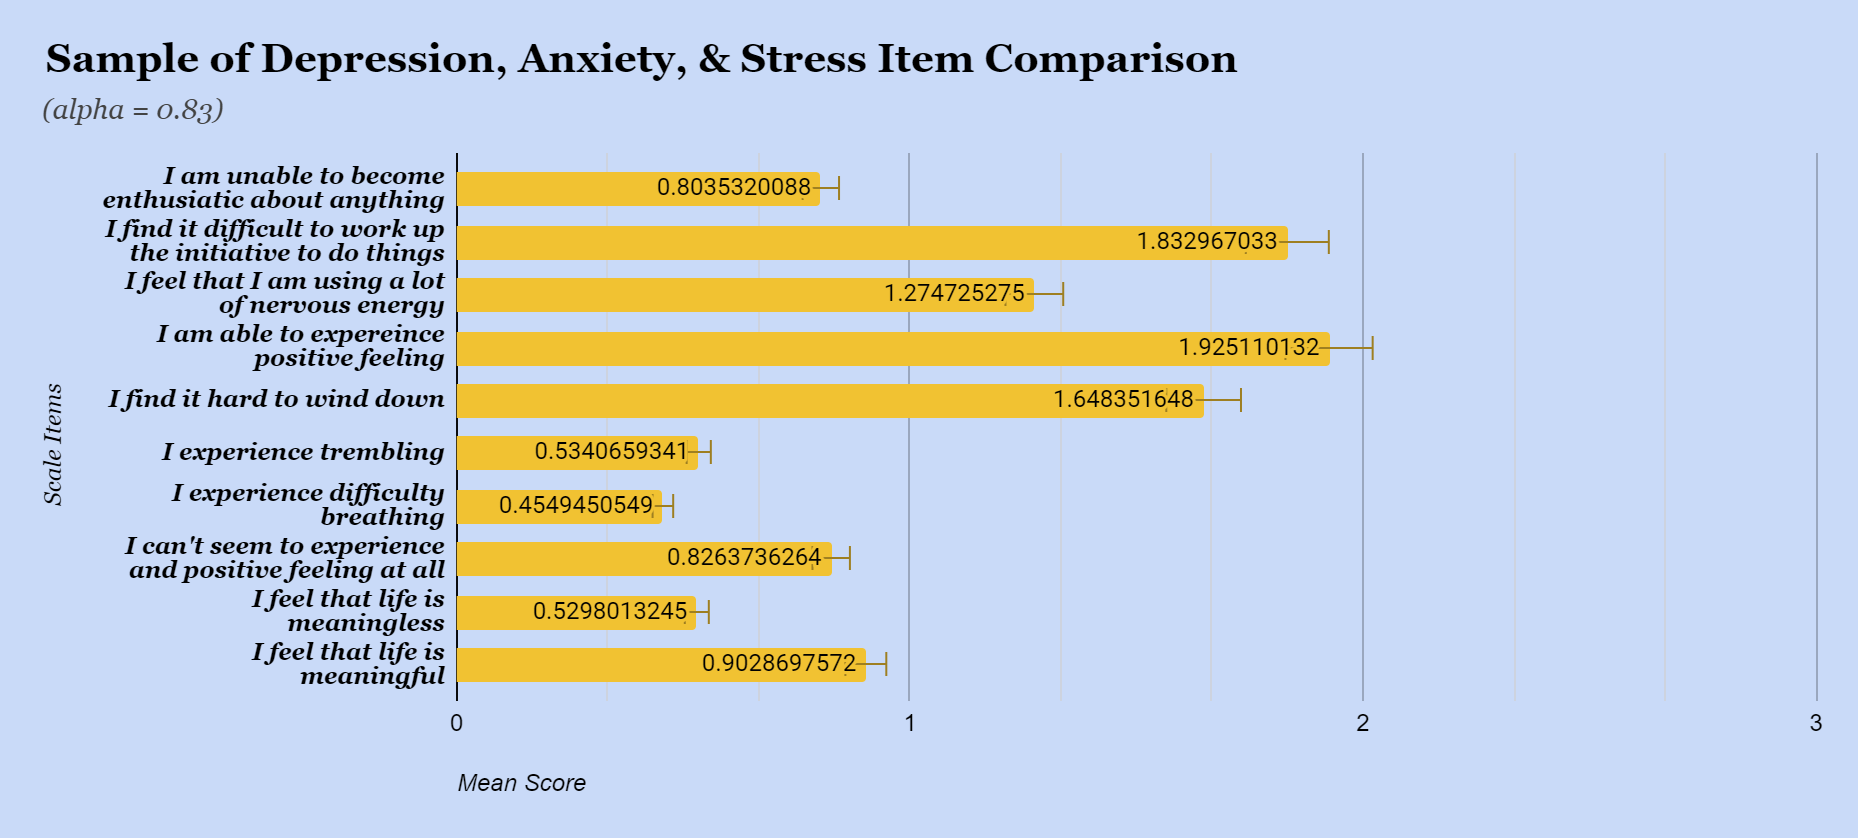 Sample of Depression, Anxiety, & Stress Item Comparison
(alpha = 0.83)
I am unable to become
enthusiatic about anything
0.8035320088
I find it difficult to work up
the initiative to do things
1.832967033
I feel that I am using a lot
of nervous energy
1.274725275
I am able to expereince
positive feeling
1.925110132
I find it hard to wind down
1.648351648
I experience trembling
0.5340659341
I experience difficulty
breathing
0.4549450549
I can't seem to experience
and positive feeling at all
0.8263736264
I feel that life is
meaningless
0.5298013245
I feel that life is
meaningful
0.9028697572
Scale Items
0 1 2 3
Mean Score